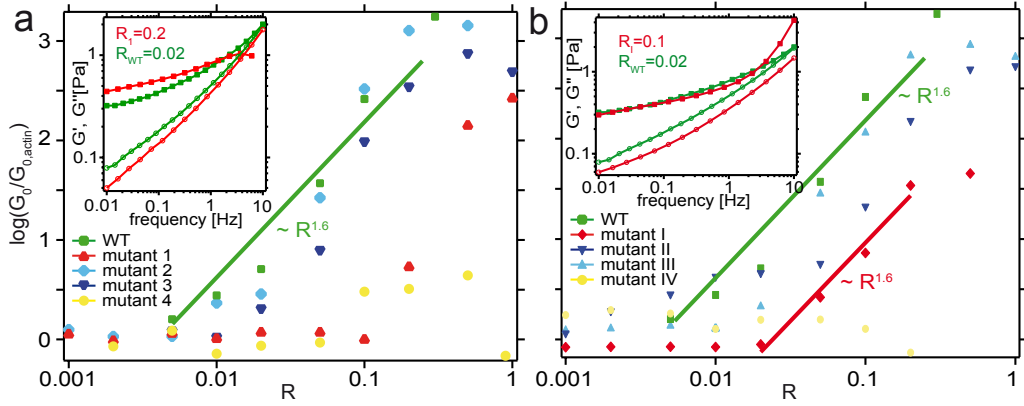 a
R1=0.2
RWT=0.02
G', G''[Pa]
1
0.1
0.01
0.1
1
10
frequency [Hz]
log(G0/G0,actin)
3
2
1
0
~ R1.6
WT
mutant 1
mutant 2
mutant 3
mutant 4
0.001
0.01
0.1
1
R
b
RI=0.1
RWT=0.02
G', G'' [Pa]
1
0.1
0.01
0.1
1
10
frequency [Hz]
~ R1.6
~ R1.6
WT
mutant I
mutant II
mutant III
mutant IV
0.001
0.01
0.1
1
R